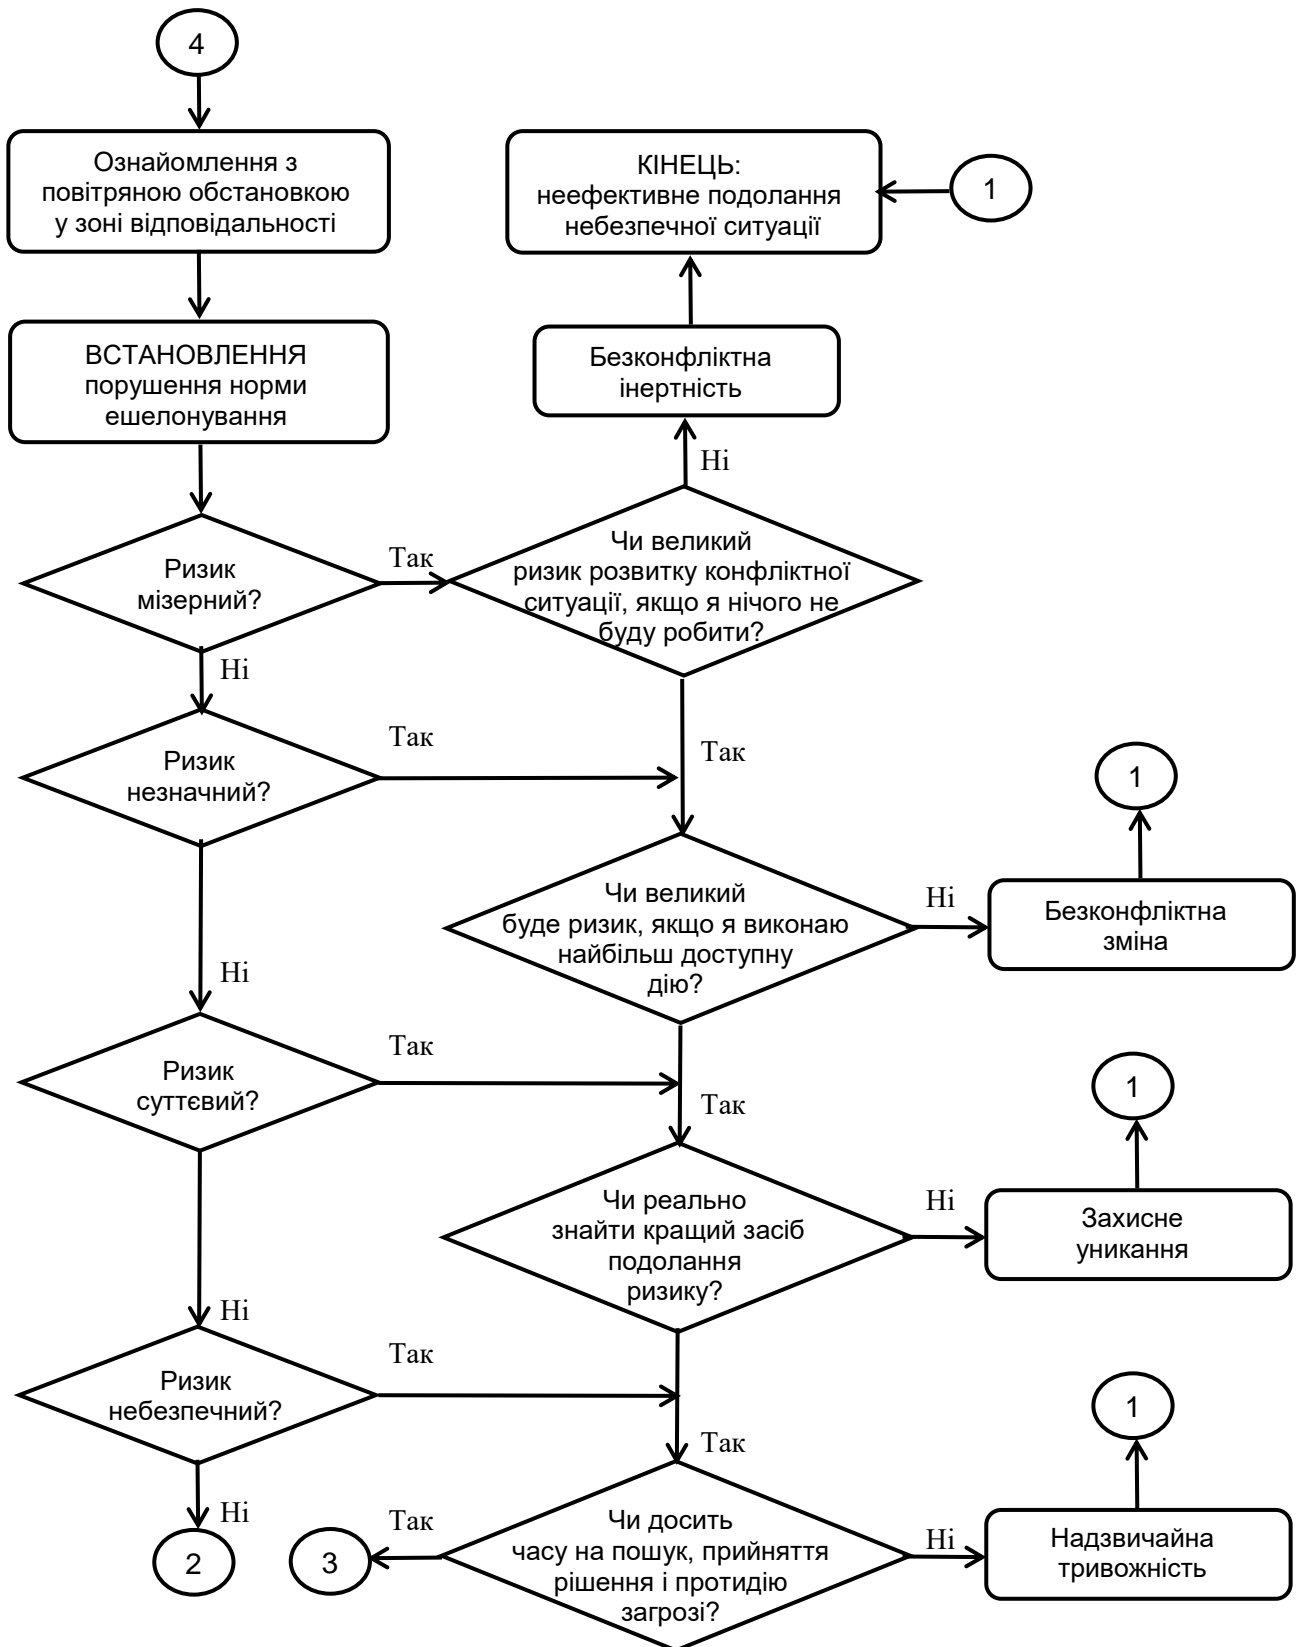 4
Ознайомлення з
повітряною обстановкою
у зоні відповідальності
КІНЕЦЬ:
неефективне подолання
небезпечної ситуації
1
ВСТАНОВЛЕННЯ
порушення норми
ешелонування
Безконфліктна
інертність
Ні
Ризик
мізерний?
Так
Чи великий
ризик розвитку конфліктної
ситуації, якщо я нічого не
буду робити?
Ні
Ризик
незначний?
Так
Так
1
Чи великий
буде ризик, якщо я виконаю
найбільш доступну
дію?
Ні
Безконфліктна
зміна
Ні
Ризик
суттєвий?
Так
Так
1
Чи реально
знайти кращий засіб
подолання
ризику?
Ні
Захисне
уникання
Ні
Ризик
небезпечний?
Так
Так
1
Ні
2
3
Так
Чи досить
часу на пошук, прийняття
рішення і протидію
загрозі?
Ні
Надзвичайна
тривожність